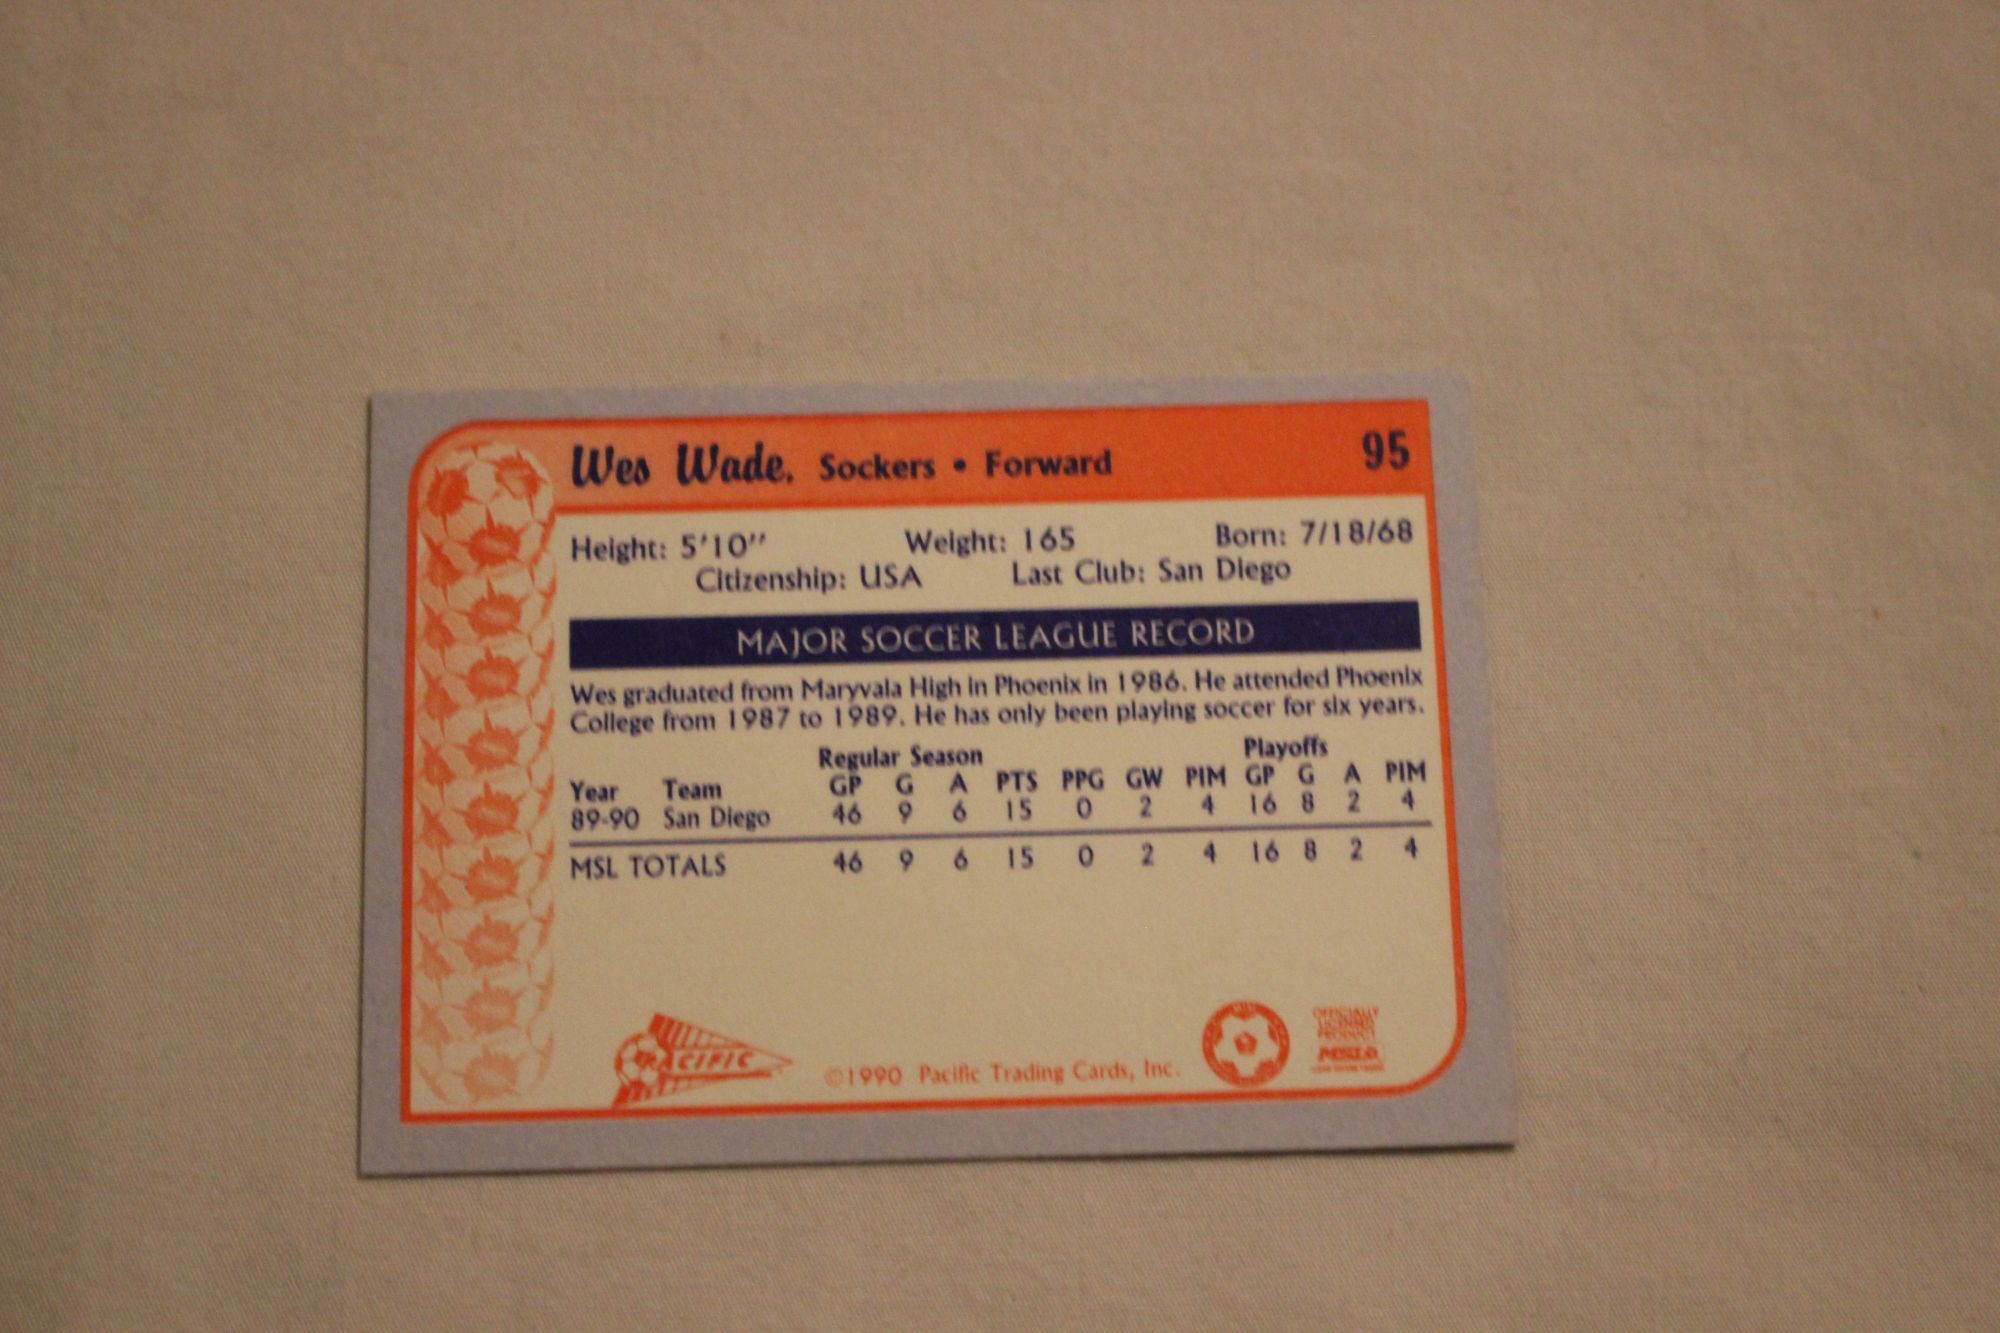 Wes Wade. Sockers • Forward 95
Height: 5'10" Weight: 165 Born: 7/18/68
Citizenship: USA Last Club: San Diego
MAJOR SOCCER LEAGUE RECORD
Wes graduated from Maryvala High in Phoenix in 1986. He attended Phoenix
College from 1987 to 1989. He has only been playing soccer for six years.
Regular Season Playoffs
Year Team GP G A PTS PPG GW PIM GP G A PIM
89-90 San Diego 46 9 6 15 0 2 4 16 8 2 4
MSL TOTALS 46 9 6 15 0 2 4 16 8 2 4
PACIFIC
©1990 Pacific Trading Cards, Inc.
OFFICIALLY
LICENSED
PRODUCT